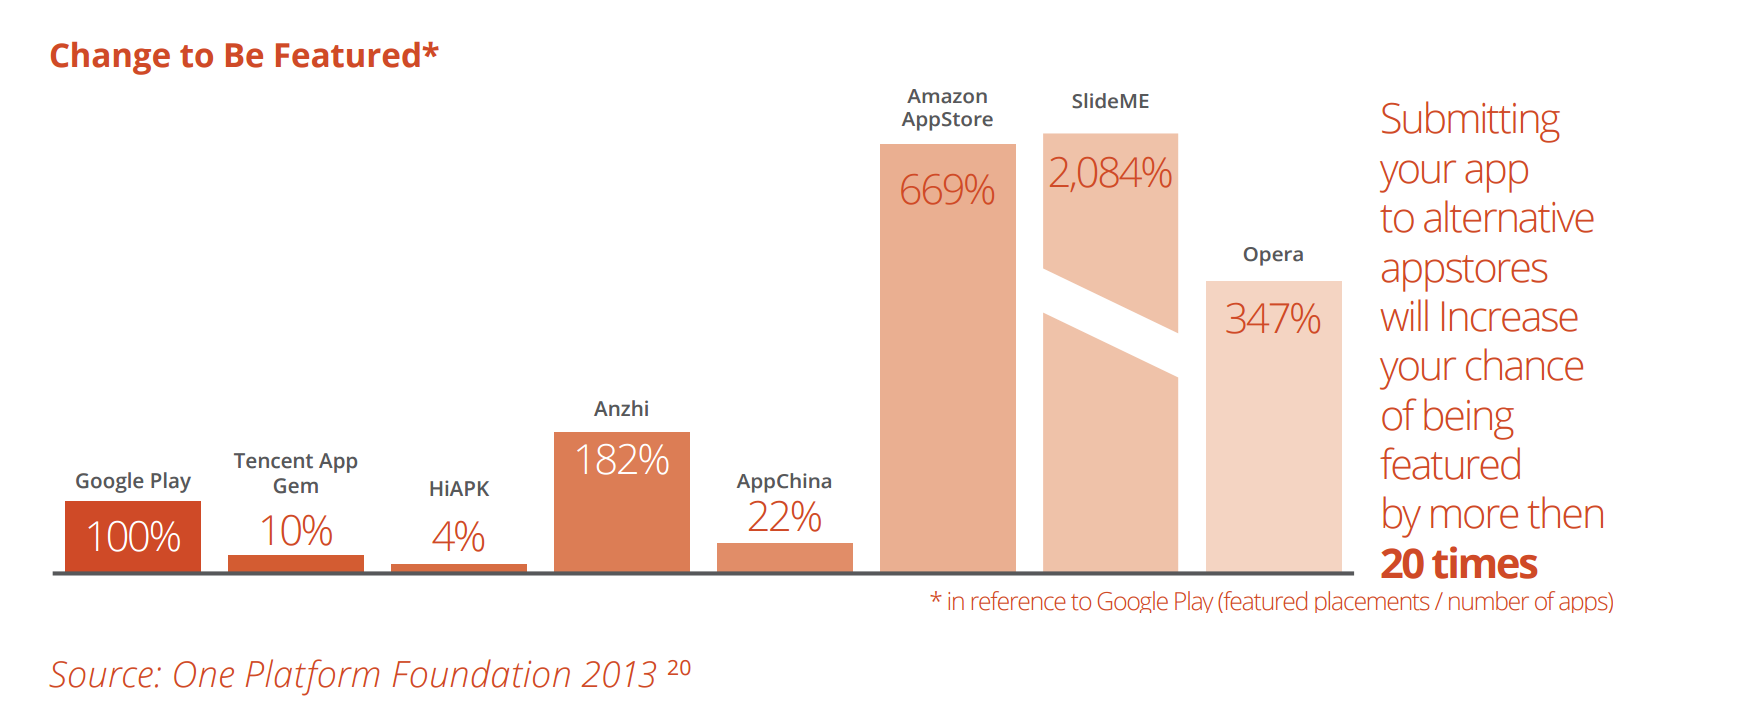 Change to Be Featured*
Google Play
100%
Tencent App
Gem
10%
HiAPK
4%
Anzhi
182%
AppChina
22%
Amazon
AppStore
669%
SlideME
2,084%
Opera
347%
Submitting
your app
to alternative
appstores
will Increase
your chance
of being
featured
by more then
20 times
* in reference to Google Play (featured placements / number of apps)
Source: One Platform Foundation 2013 20